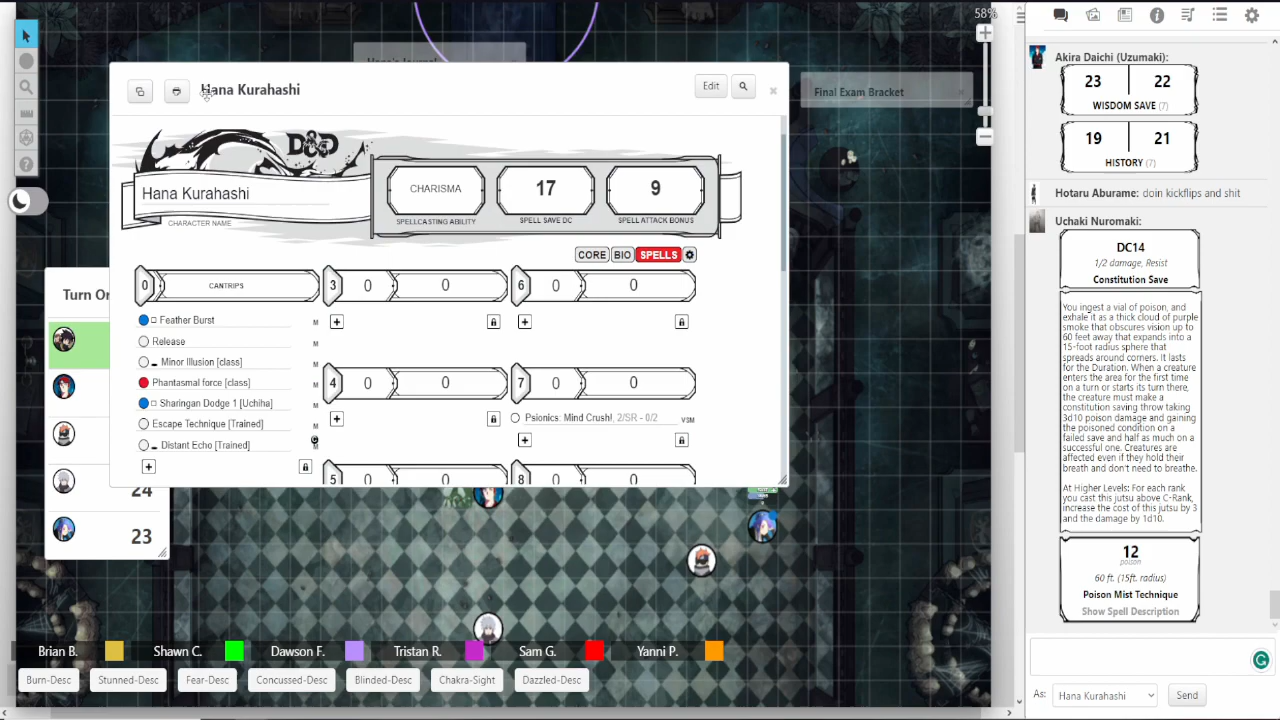 58%
Hana Kurahashi
Edit
Final Exam Bracket
D&D
Hana Kurahashi
CHARACTER NAME
CHARISMA
SPELLCASTING ABILITY
17
SPELL SAVE DC
9
SPELL ATTACK BONUS
CORE
BIO
SPELLS
0
CANTRIPS
Feather Burst
M
Release
M
Minor Illusion [class]
M
Phantasmal force [class]
M
Sharingan Dodge 1 [Uchiha]
M
Escape Technique [Trained]
M
Distant Echo [Trained]
M
+
3 0 0
+
4 0 0
+
5 0 0
6 0 0
+
7 0 0
Psionics: Mind Crush!, 2/SR - 0/2
VSM
+
8 0 0
Turn Or
24
23
Brian B.
Shawn C.
Dawson F.
Tristan R.
Sam G.
Yanni P.
Burn-Desc
Stunned-Desc
Fear-Desc
Blinded-Desc
Chakra-Sight
Dazzled-Desc
Akira Daichi (Uzumaki):
23 22
WISDOM SAVE (7)
19 21
HISTORY (7)
Hotaru Aburame: doin kickflips and shit
Uchaki Nuromaki:
DC14
1/2 damage, Resist
Constitution Save
You ingest a vial of poison, and
exhale it as a thick cloud of purple
smoke that obscures vision up to
60 feet away that expands into a
15-foot radius sphere that
spreads around corners. It lasts
for the Duration. When a creature
enters the area for the first time
on a turn or starts its turn there,
the creature must make a
constitution saving throw taking
3d10 poison damage and gaining
the poisoned condition on a
failed save and half as much on a
successful one. Creatures are
affected even if they hold their
breath and don't need to breathe.
At Higher Levels: For each rank
you cast this jutsu above C-Rank,
increase the cost of this jutsu by 3
and the damage by 1d10.
12
poison
60 ft. (15ft. radius)
Poison Mist Technique
Show Spell Description
As:
Hana Kurahashi
Send